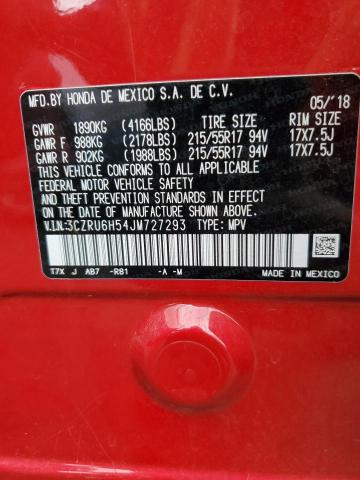 MFD.BY HONDA DE MEXICO S.A. DE C.V.
05/'18
GVWR 1890KG (4166LBS) TIRE SIZE RIM SIZE
GAWR F 988KG (2178LBS) 215/55R17 94V 17X7.5J
GAWR R 902KG (1988LBS) 215/55R17 94V 17X7.5J
THIS VEHICLE CONFORMS TO ALL APPLICABLE
FEDERAL MOTOR VEHICLE SAFETY
AND THEFT PREVENTION STANDARDS IN EFFECT
ON THE DATE OF MANUFACTURE SHOWN ABOVE.
V.I.N:3CZRU6H54JM727293 TYPE: MPV
T7X J AB7 -R81 -A -M
MADE IN MEXICO